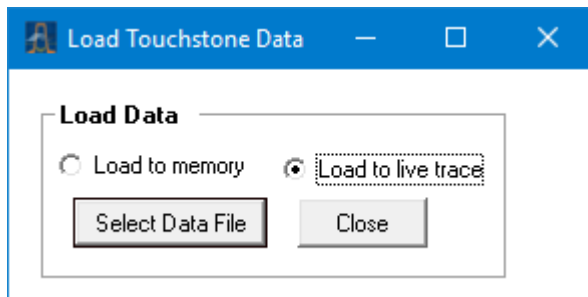 Load Touchstone Data
Load Data
Load to memory Load to live trace
Select Data File Close